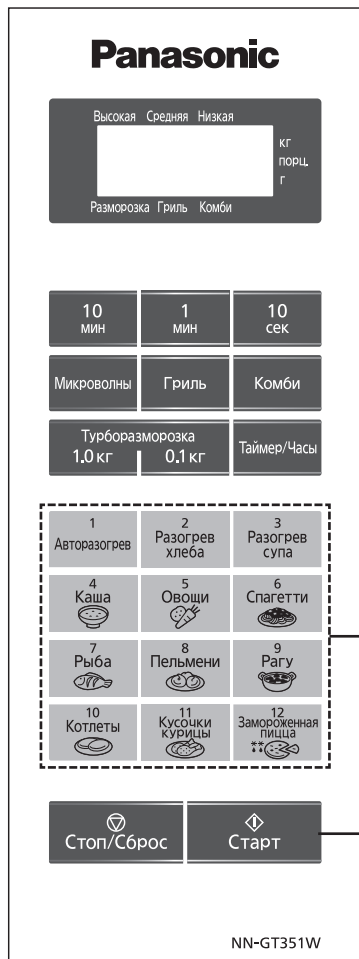 Panasonic
Высокая Средняя Низкая
кг
порц.
г
Разморозка Гриль Комби
10 мин
1 мин
10 сек
Микроволны
Гриль
Комби
Турборазморозка
1.0 кг 0.1 кг
Таймер/Часы
1
Авторазогрев
2
Разогрев
хлеба
3
Разогрев
супа
4
Каша
5
Овощи
6
Спагетти
7
Рыба
8
Пельмени
9
Рагу
10
Котлеты
11
Кусочки
курицы
12
Замороженная
пицца
Стоп/Сброс
Старт
NN-GT351W